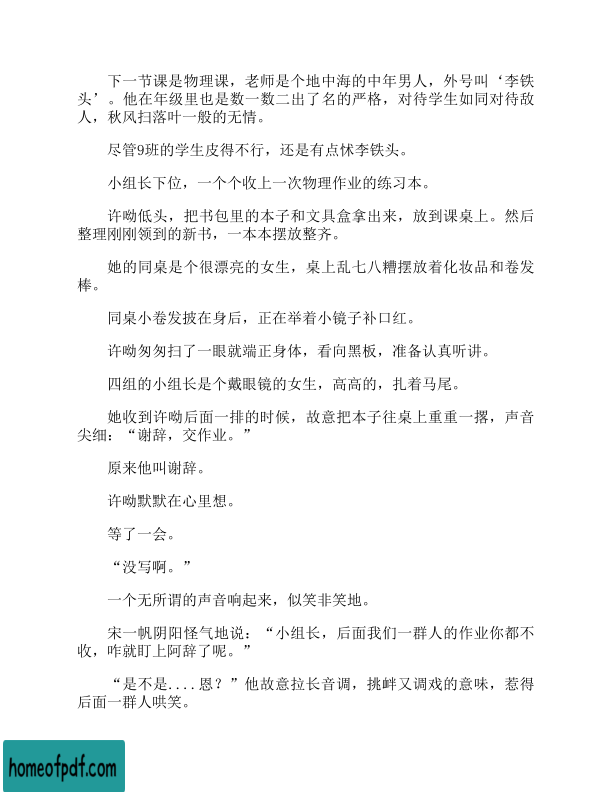 下一节课是物理课，老师是个地中海的中年男人，外号叫‘李铁
头’。他在年级里也是数一数二出了名的严格，对待学生如同对待敌
人，秋风扫落叶一般的无情。
尽管9班的学生皮得不行，还是有点怵李铁头。
小组长下位，一个个收上一次物理作业的练习本。
许呦低头，把书包里的本子和文具盒拿出来，放到课桌上。然后
整理刚刚领到的新书，一本本摆放整齐。
她的同桌是个很漂亮的女生，桌上乱七八糟摆放着化妆品和卷发
棒。
同桌小卷发披在身后，正在举着小镜子补口红。
许呦匆匆扫了一眼就端正身体，看向黑板，准备认真听讲。
四组的小组长是个戴眼镜的女生，高高的，扎着马尾。
她收到许呦后面一排的时候，故意把本子往桌上重重一撂，声音
尖细：“谢辞，交作业。”
原来他叫谢辞。
许呦默默在心里想。
等了一会。
“没写啊。”
一个无所谓的声音响起来，似笑非笑地。
宋一帆阴阳怪气地说：“小组长，后面我们一群人的作业你都不
收，咋就盯上阿辞了呢。”
“是不是....恩？”他故意拉长音调，挑衅又调戏的意味，惹得
后面一群人哄笑。
homeofpdf.com